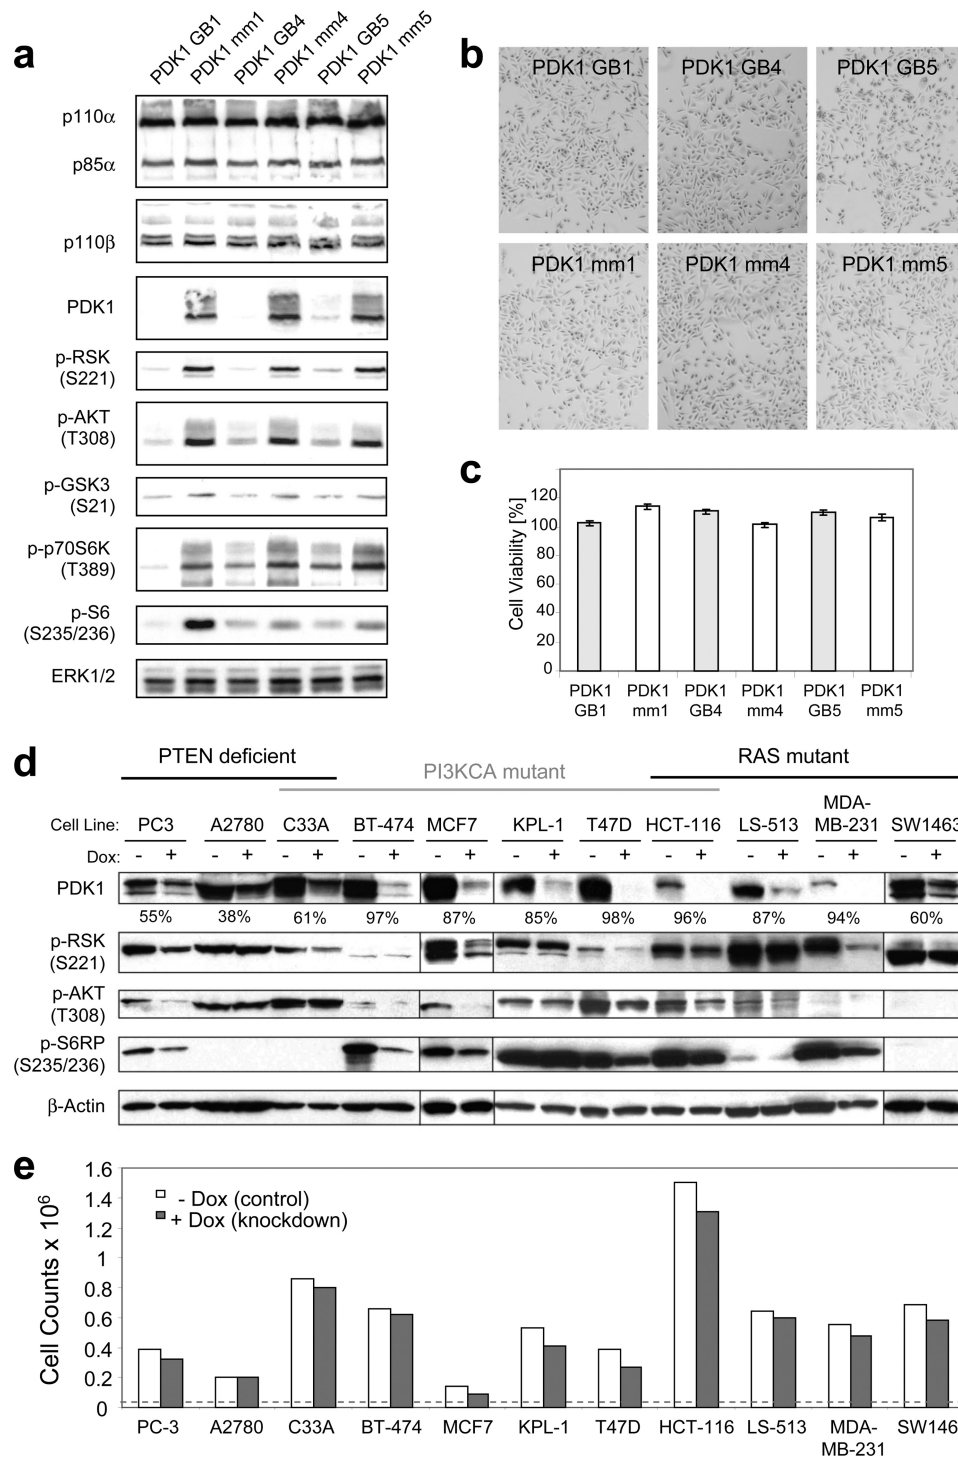 a
PDK1 GB1
PDK1 mm1
PDK1 GB4
PDK1 mm4
PDK1 GB5
PDK1 mm5
p110α
p85α
p110β
PDK1
p-RSK
(S221)
p-AKT
(T308)
p-GSK3
(S21)
p-p70S6K
(T389)
p-S6
(S235/236)
ERK1/2
b
PDK1 GB1
PDK1 GB4
PDK1 GB5
PDK1 mm1
PDK1 mm4
PDK1 mm5
c
Cell Viability [%]
120
100
80
60
40
20
0
PDK1 GB1
PDK1 mm1
PDK1 GB4
PDK1 mm4
PDK1 GB5
PDK1 mm5
d
PTEN deficient
PI3KCA mutant
RAS mutant
Cell Line: PC3 A2780 C33A BT-474 MCF7 KPL-1 T47D HCT-116 LS-513 MDA-MB-231 SW1463
Dox: - + - + - + - + - + - + - + - + - + - + - +
PDK1
55% 38% 61% 97% 87% 85% 98% 96% 87% 94% 60%
p-RSK
(S221)
p-AKT
(T308)
p-S6RP
(S235/236)
β-Actin
e
Cell Counts x 10⁶
1.6
1.4
1.2
1
0.8
0.6
0.4
0.2
0
- Dox (control)
+ Dox (knockdown)
PC-3 A2780 C33A BT-474 MCF7 KPL-1 T47D HCT-116 LS-513 MDA-MB-231 SW146